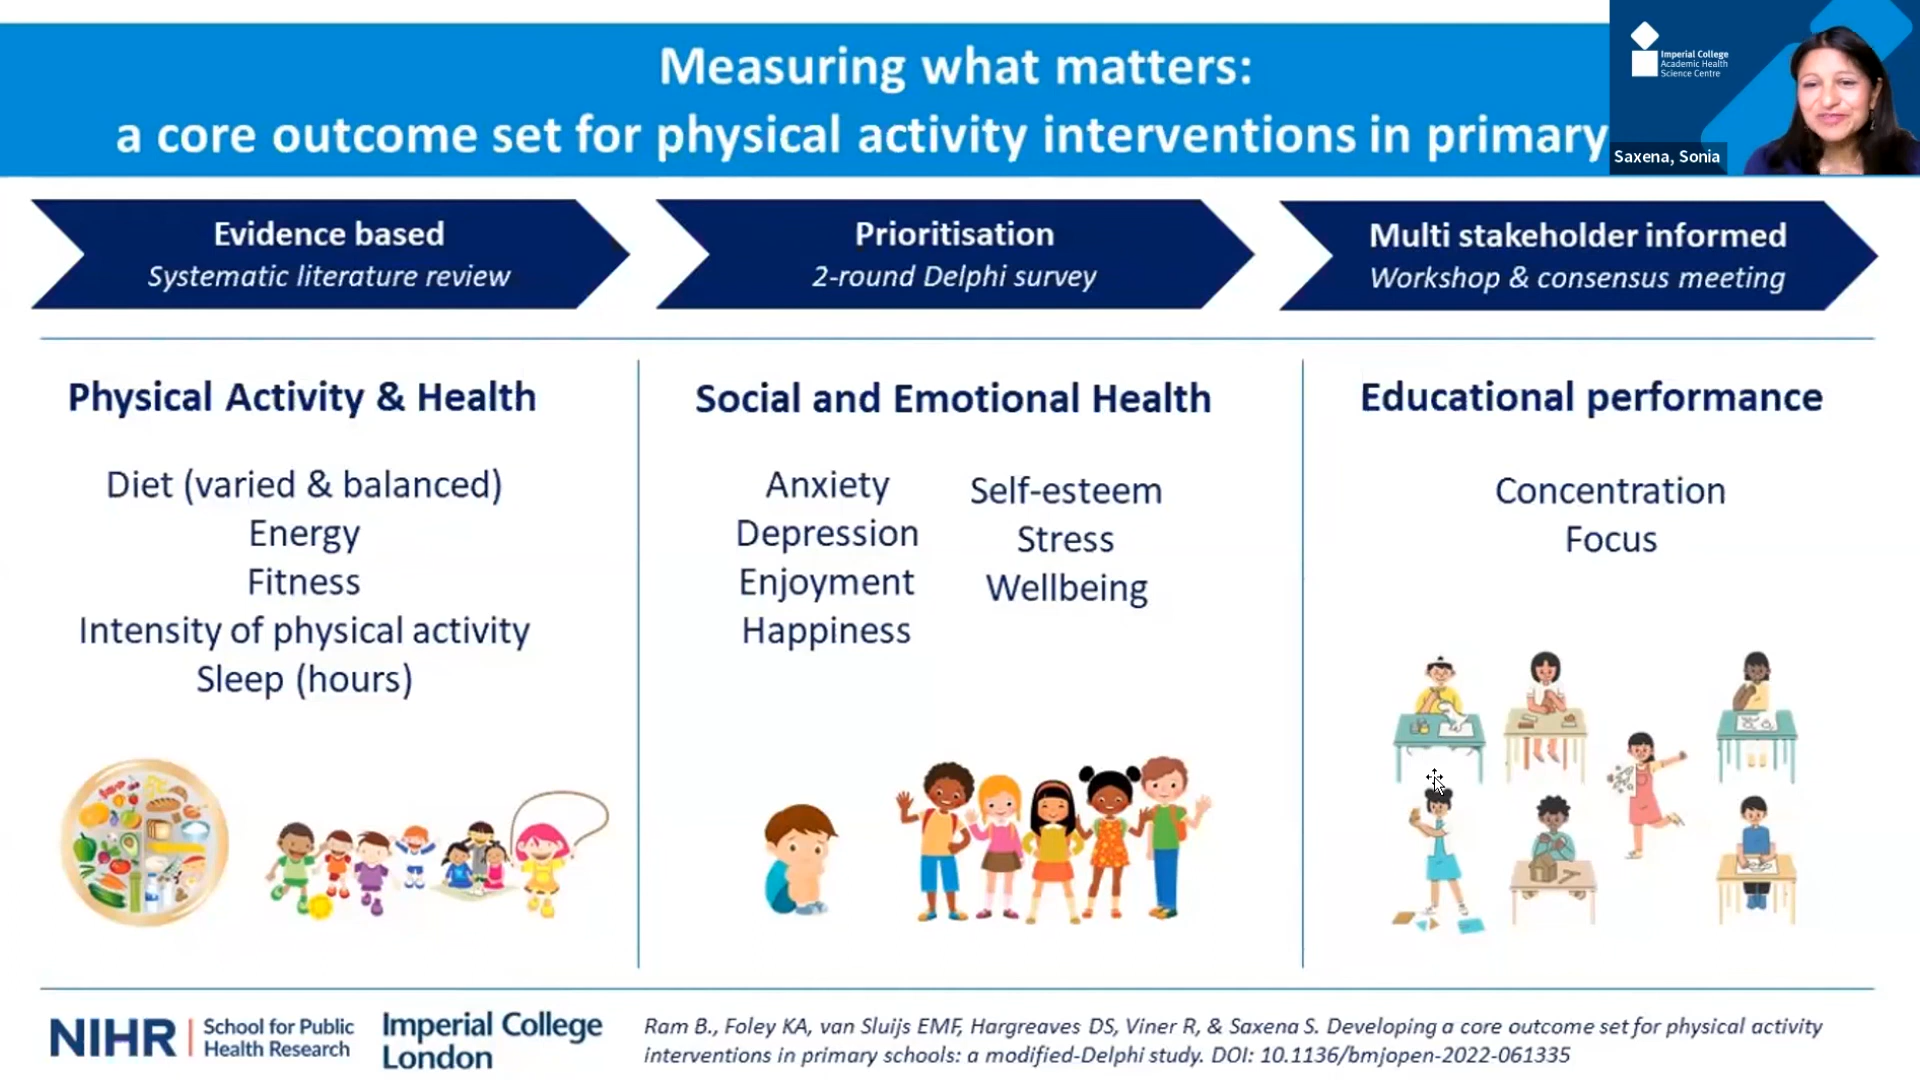 Measuring what matters:
a core outcome set for physical activity interventions in primary
Imperial College
Academic Health
Science Centre
Saxena, Sonia
Evidence based
Systematic literature review
Prioritisation
2-round Delphi survey
Multi stakeholder informed
Workshop & consensus meeting
Physical Activity & Health
Diet (varied & balanced)
Energy
Fitness
Intensity of physical activity
Sleep (hours)
Social and Emotional Health
Anxiety
Depression
Enjoyment
Happiness
Self-esteem
Stress
Wellbeing
Educational performance
Concentration
Focus
NIHR
School for Public
Health Research
Imperial College
London
Ram B., Foley KA, van Sluijs EMF, Hargreaves DS, Viner R, & Saxena S. Developing a core outcome set for physical activity
interventions in primary schools: a modified-Delphi study. DOI: 10.1136/bmjopen-2022-061335